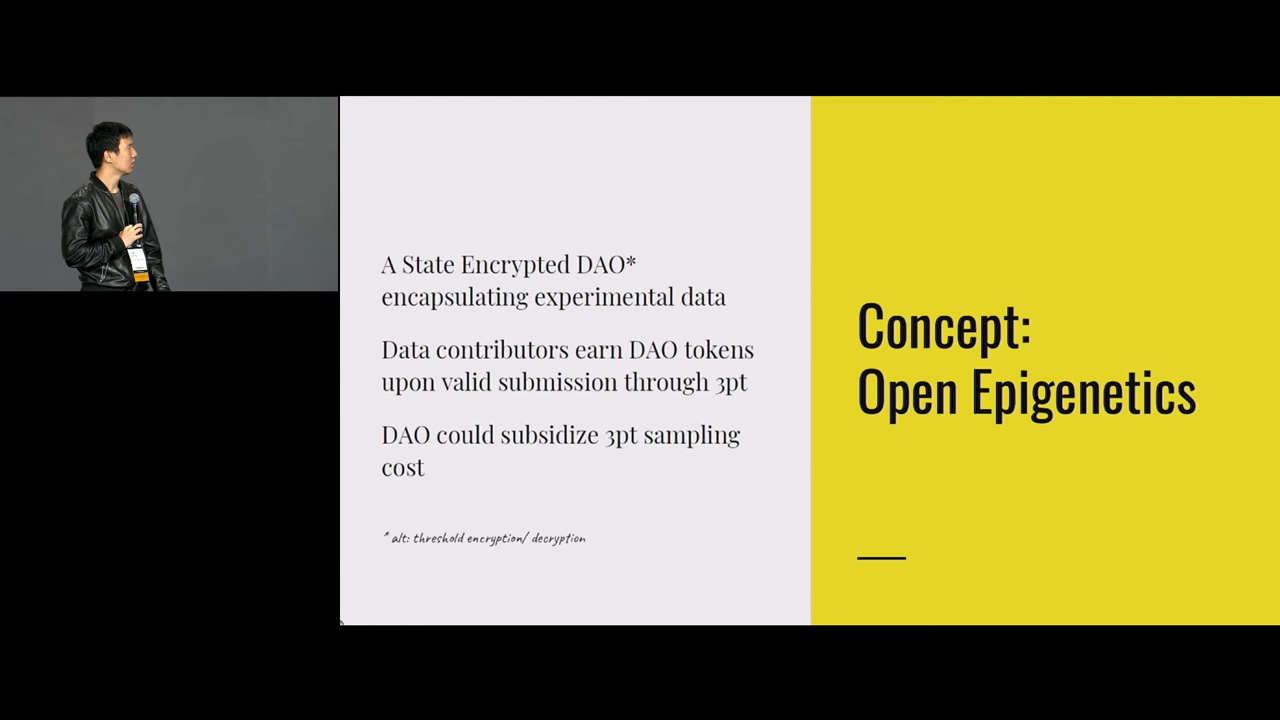 A State Encrypted DAO*
encapsulating experimental data
Data contributors earn DAO tokens
upon valid submission through 3pt
DAO could subsidize 3pt sampling
cost
* alt: threshold encryption/ decryption
Concept:
Open Epigenetics